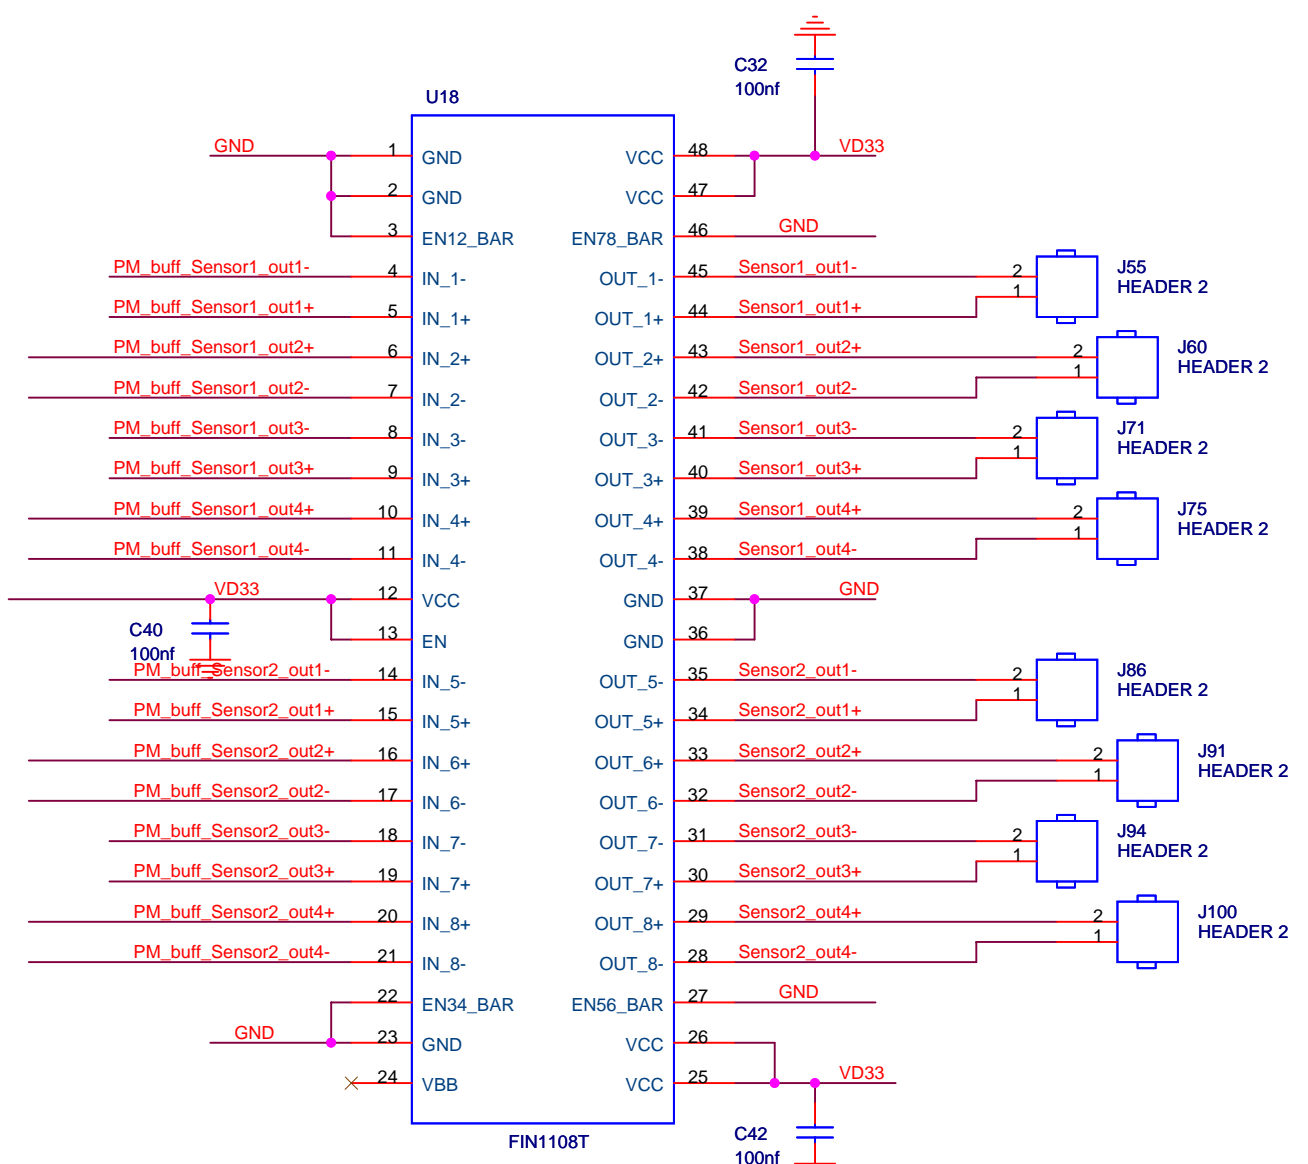 C32
100nf
U18
GND 1 GND VCC 48 VD33
2 GND VCC 47
3 EN12_BAR EN78_BAR 46 GND
PM_buff_Sensor1_out1- 4 IN_1- OUT_1- 45 Sensor1_out1- 2 J55
PM_buff_Sensor1_out1+ 5 IN_1+ OUT_1+ 44 Sensor1_out1+ 1 HEADER 2
PM_buff_Sensor1_out2+ 6 IN_2+ OUT_2+ 43 Sensor1_out2+ 2 J60
PM_buff_Sensor1_out2- 7 IN_2- OUT_2- 42 Sensor1_out2- 1 HEADER 2
PM_buff_Sensor1_out3- 8 IN_3- OUT_3- 41 Sensor1_out3- 2 J71
PM_buff_Sensor1_out3+ 9 IN_3+ OUT_3+ 40 Sensor1_out3+ 1 HEADER 2
PM_buff_Sensor1_out4+ 10 IN_4+ OUT_4+ 39 Sensor1_out4+ 2 J75
PM_buff_Sensor1_out4- 11 IN_4- OUT_4- 38 Sensor1_out4- 1 HEADER 2
VD33 12 VCC GND 37 GND
C40
100nf
13 EN GND 36
PM_buff_Sensor2_out1- 14 IN_5- OUT_5- 35 Sensor2_out1- 2 J86
PM_buff_Sensor2_out1+ 15 IN_5+ OUT_5+ 34 Sensor2_out1+ 1 HEADER 2
PM_buff_Sensor2_out2+ 16 IN_6+ OUT_6+ 33 Sensor2_out2+ 2 J91
PM_buff_Sensor2_out2- 17 IN_6- OUT_6- 32 Sensor2_out2- 1 HEADER 2
PM_buff_Sensor2_out3- 18 IN_7- OUT_7- 31 Sensor2_out3- 2 J94
PM_buff_Sensor2_out3+ 19 IN_7+ OUT_7+ 30 Sensor2_out3+ 1 HEADER 2
PM_buff_Sensor2_out4+ 20 IN_8+ OUT_8+ 29 Sensor2_out4+ 2 J100
PM_buff_Sensor2_out4- 21 IN_8- OUT_8- 28 Sensor2_out4- 1 HEADER 2
22 EN34_BAR EN56_BAR 27 GND
GND 23 GND VCC 26
24 VBB VCC 25 VD33
FIN1108T
C42
100nf